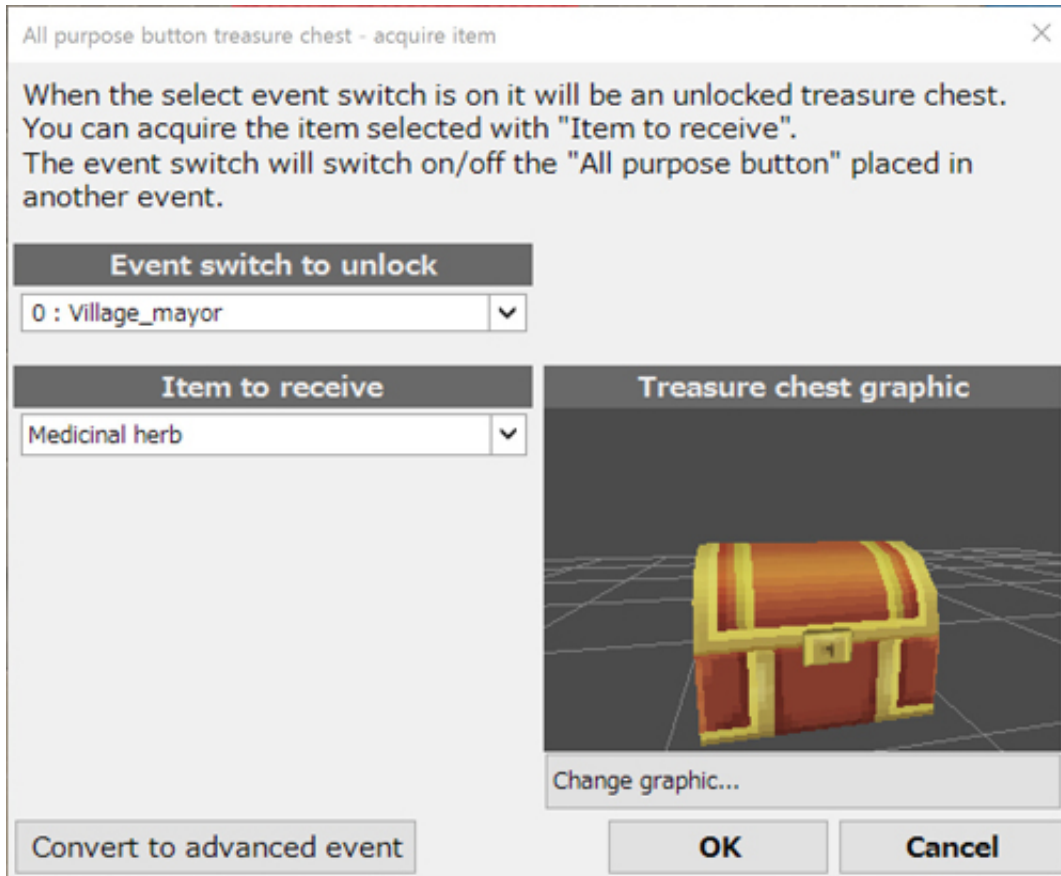 All purpose button treasure chest - acquire item
When the select event switch is on it will be an unlocked treasure chest.
You can acquire the item selected with "Item to receive".
The event switch will switch on/off the "All purpose button" placed in
another event.
Event switch to unlock
0 : Village_mayor
Item to receive
Treasure chest graphic
Medicinal herb
Change graphic...
Convert to advanced event
OK
Cancel